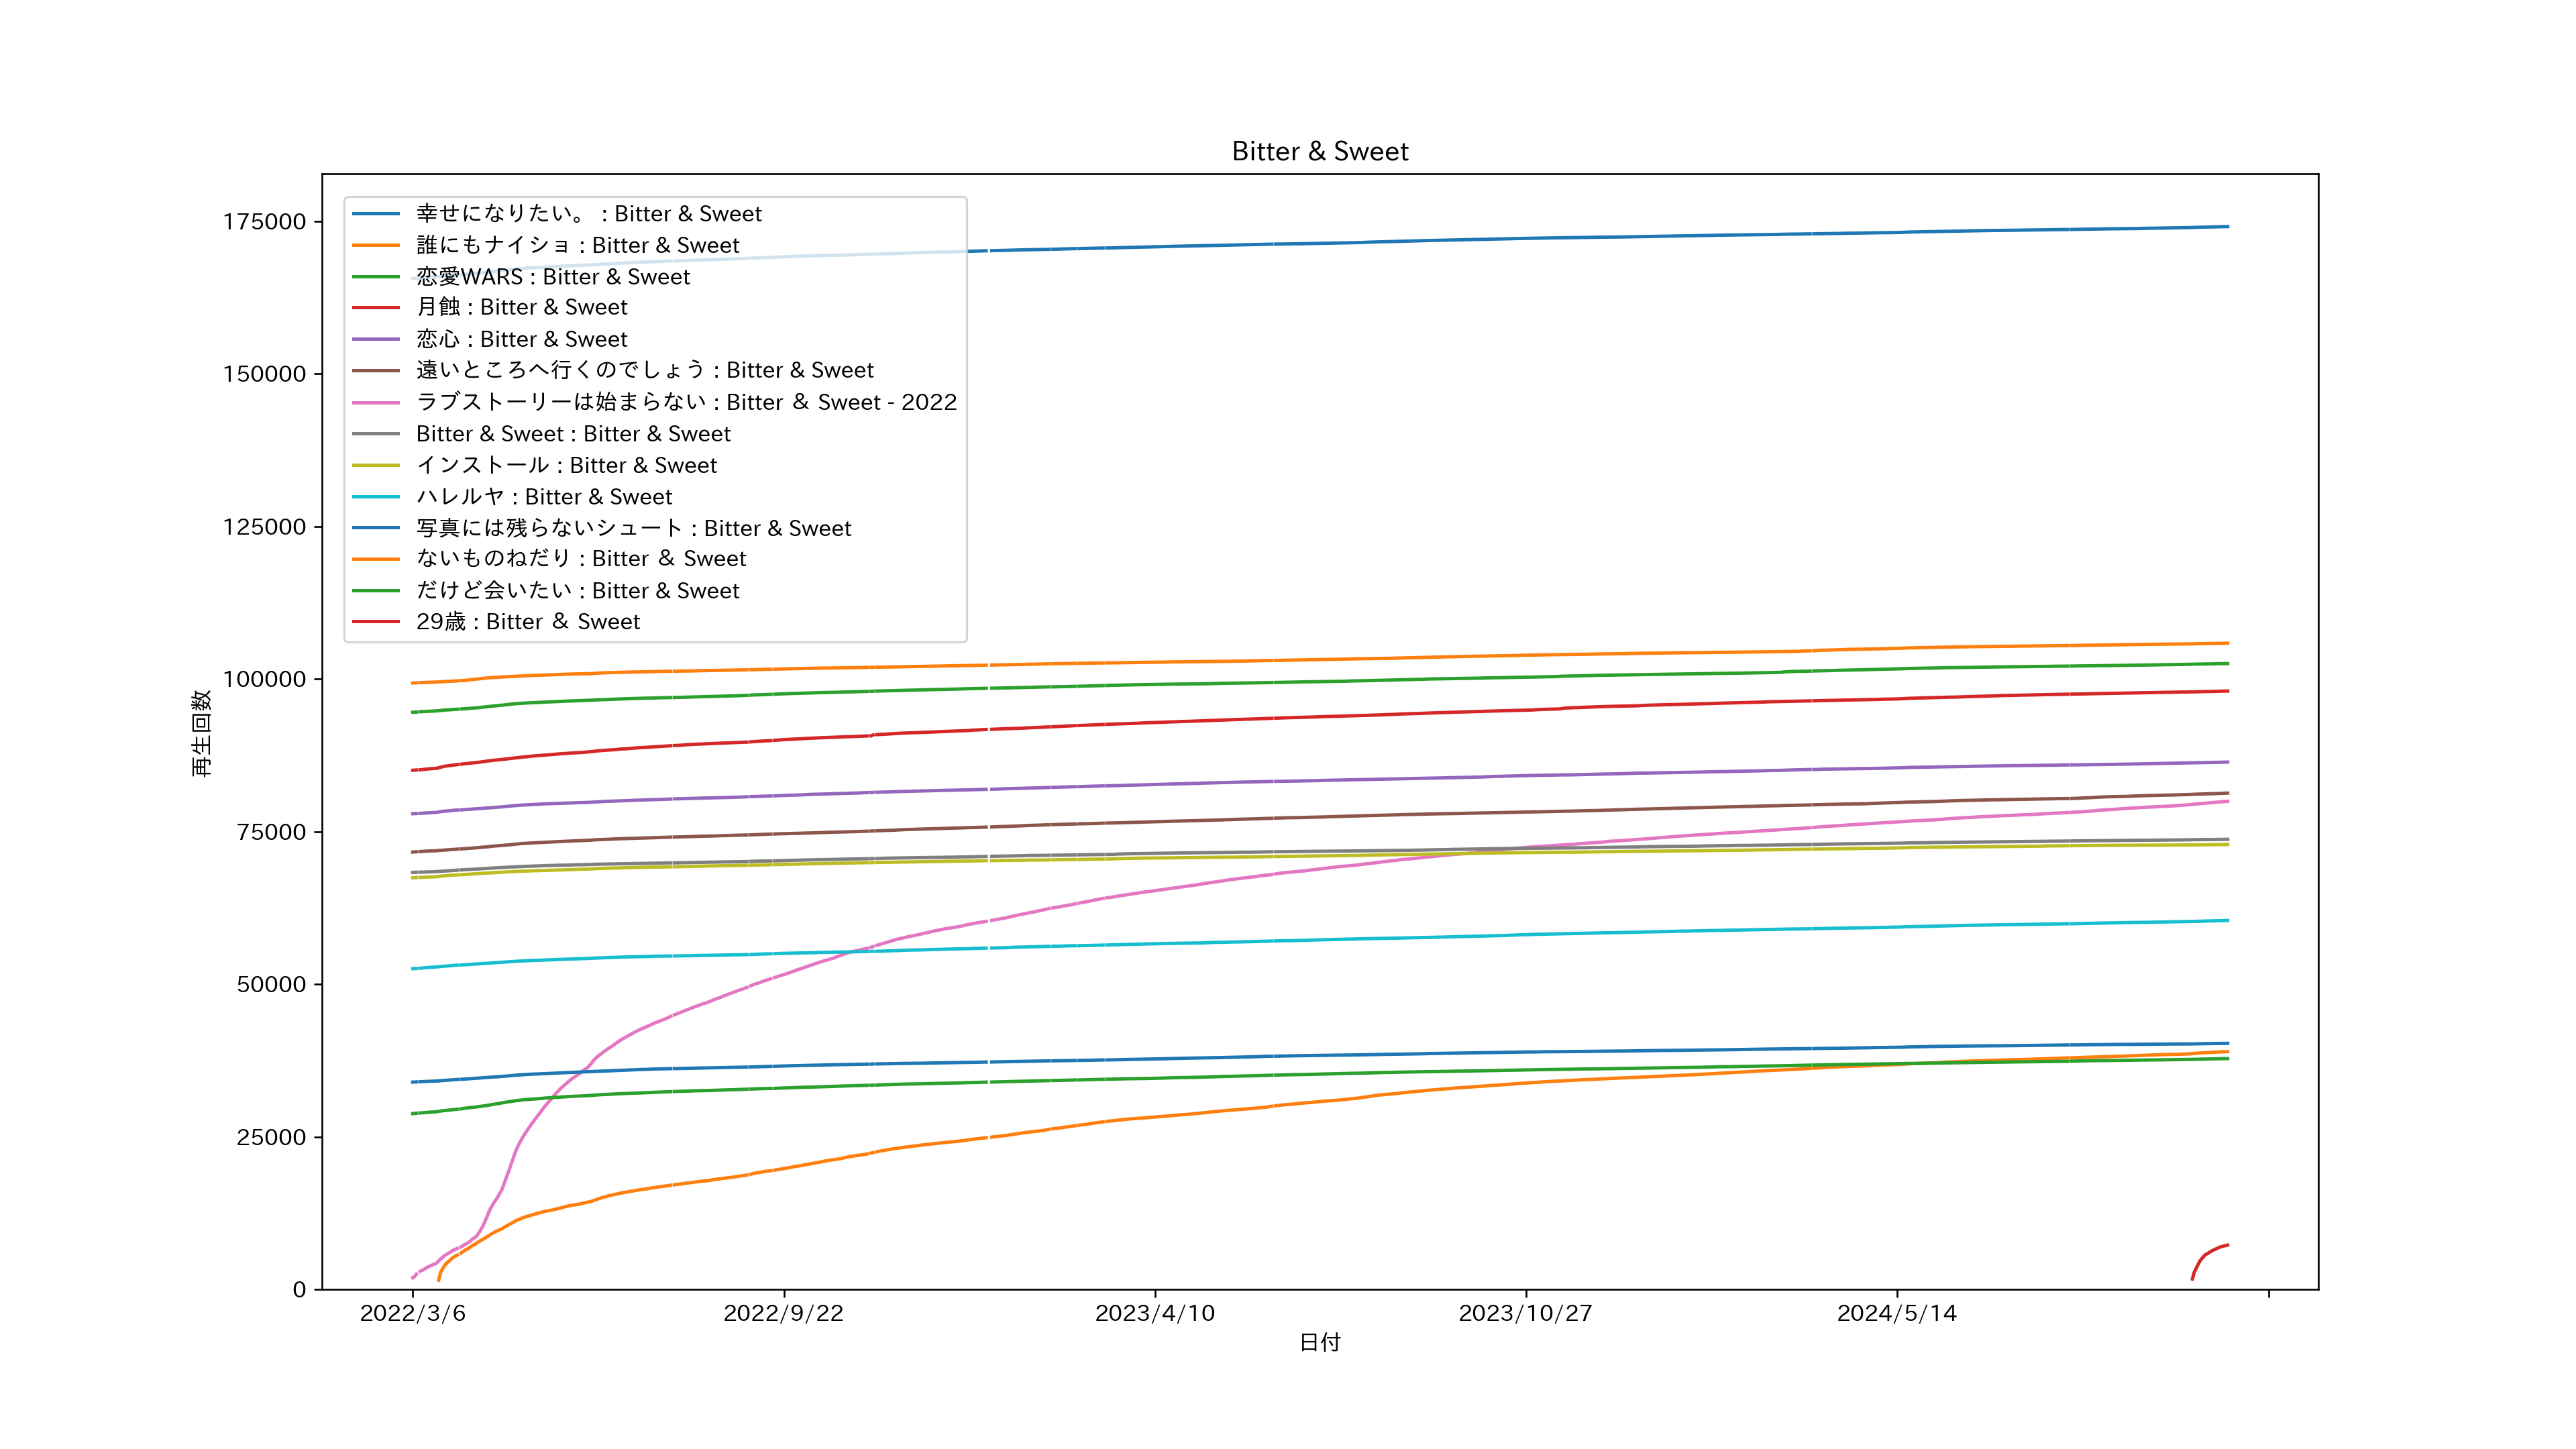 Bitter & Sweet
175000
150000
125000
100000
75000
50000
25000
0
再生回数
幸せになりたい。 : Bitter & Sweet
誰にもナイショ : Bitter & Sweet
恋愛WARS : Bitter & Sweet
月蝕 : Bitter & Sweet
恋心 : Bitter & Sweet
遠いところへ行くのでしょう : Bitter & Sweet
ラブストーリーは始まらない : Bitter ＆ Sweet - 2022
Bitter & Sweet : Bitter & Sweet
インストール : Bitter & Sweet
ハレルヤ : Bitter & Sweet
写真には残らないシュート : Bitter & Sweet
ないものねだり : Bitter ＆ Sweet
だけど会いたい : Bitter & Sweet
29歳 : Bitter ＆ Sweet
2022/3/6
2022/9/22
2023/4/10
2023/10/27
2024/5/14
日付